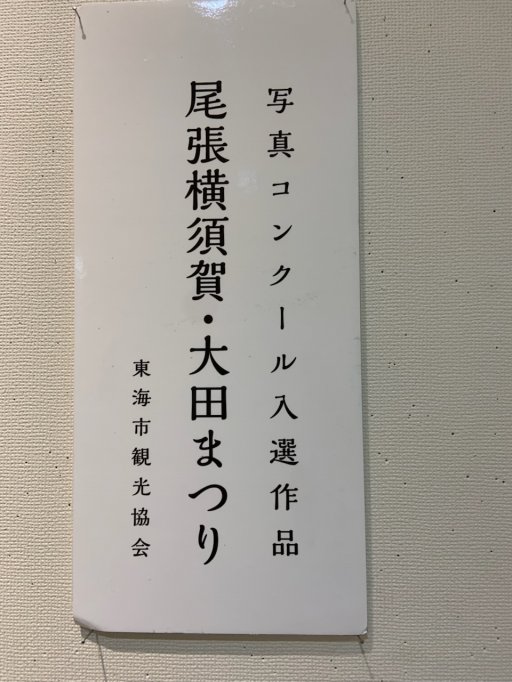 写真コンクール入選作品
尾張横須賀・大田まつり
東海市観光協会